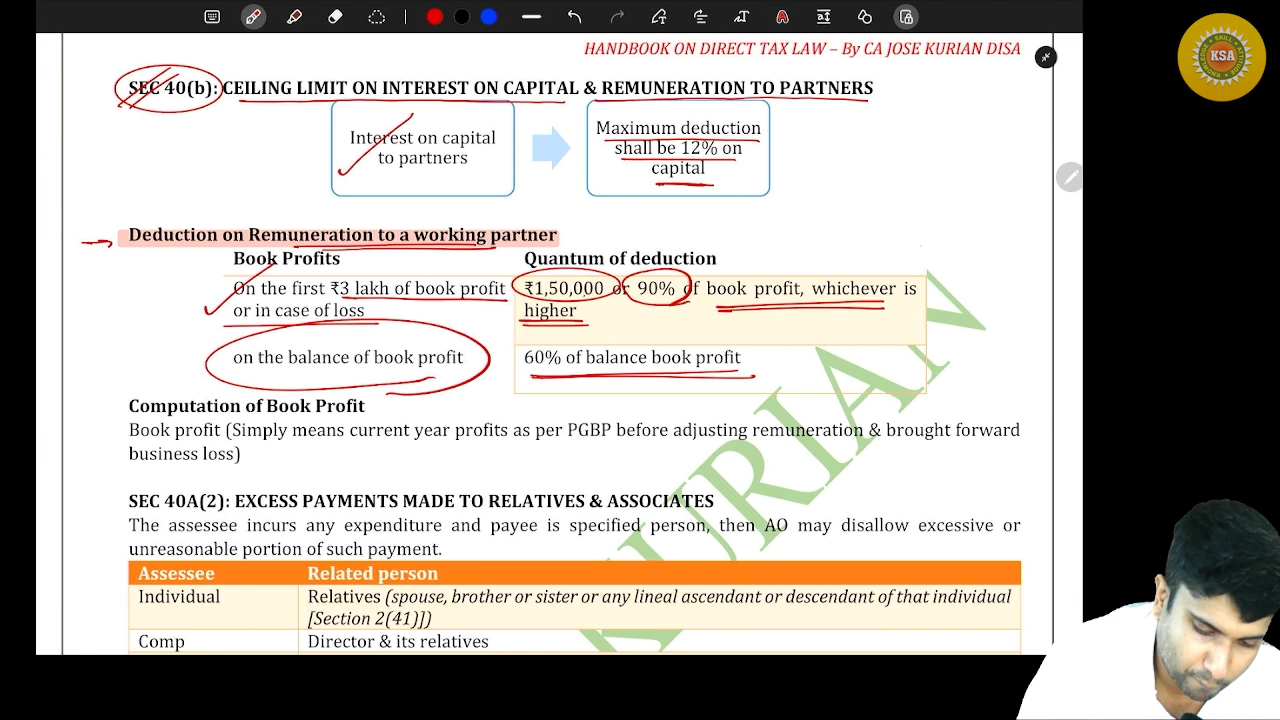 HANDBOOK ON DIRECT TAX LAW – By CA JOSE KURIAN DISA
SEC 40(b): CEILING LIMIT ON INTEREST ON CAPITAL & REMUNERATION TO PARTNERS
Interest on capital
to partners
Maximum deduction
shall be 12% on
capital
Deduction on Remuneration to a working partner
Book Profits
Quantum of deduction
On the first ₹3 lakh of book profit
or in case of loss
₹1,50,000 or 90% of book profit, whichever is
higher
on the balance of book profit
60% of balance book profit
Computation of Book Profit
Book profit (Simply means current year profits as per PGBP before adjusting remuneration & brought forward
business loss)
SEC 40A(2): EXCESS PAYMENTS MADE TO RELATIVES & ASSOCIATES
The assessee incurs any expenditure and payee is specified person, then AO may disallow excessive or
unreasonable portion of such payment.
Assessee
Related person
Individual
Relatives (spouse, brother or sister or any lineal ascendant or descendant of that individual
[Section 2(41)])
Comp
Director & its relatives
KURIAN
KSA
SKILL
KNOWLEDGE
ATTITUDE